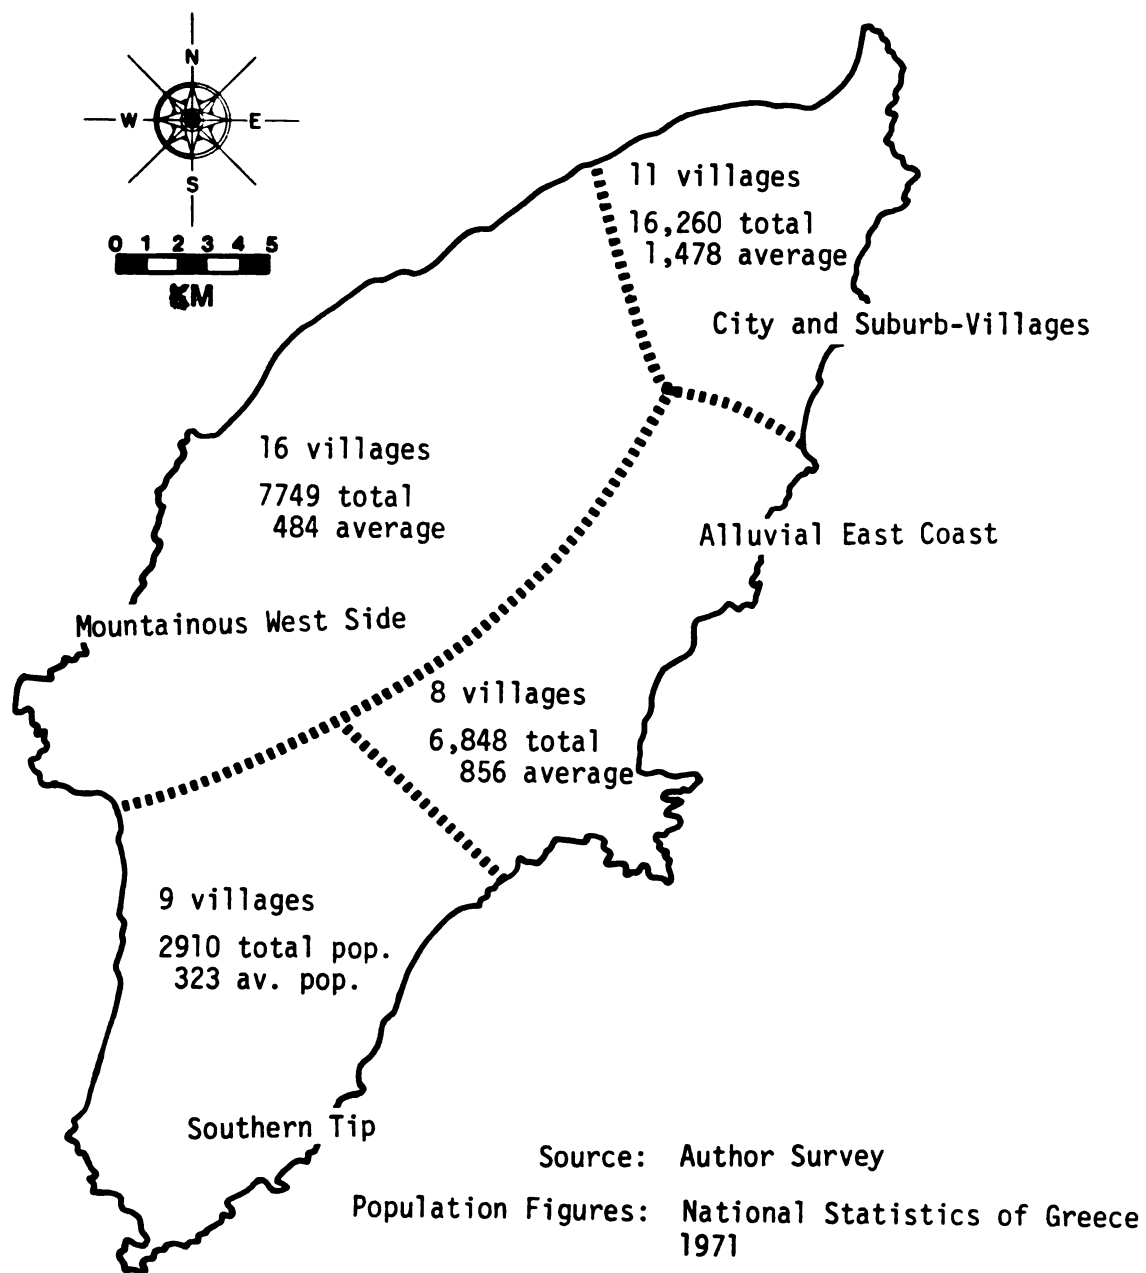 N
W E
S
0 1 2 3 4 5
KM
11 villages
16,260 total
1,478 average
City and Suburb-Villages
16 villages
7749 total
484 average
Alluvial East Coast
Mountainous West Side
8 villages
6,848 total
856 average
9 villages
2910 total pop.
323 av. pop.
Southern Tip
Source: Author Survey
Population Figures: National Statistics of Greece
1971